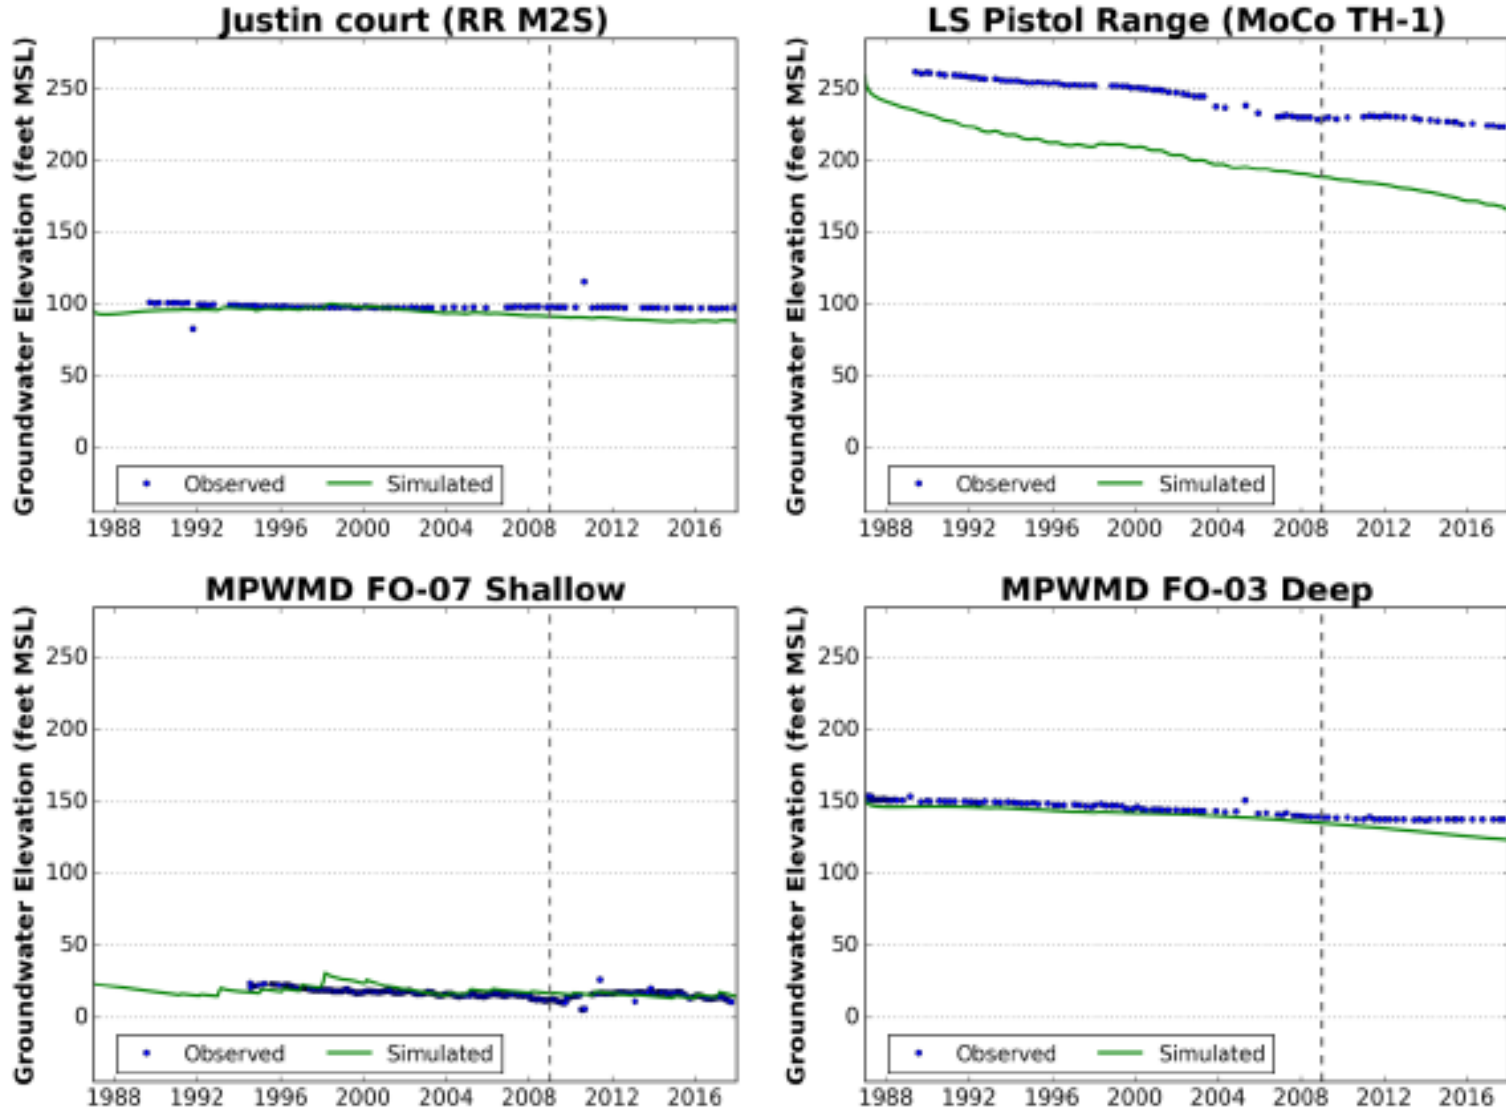 Justin court (RR M2S)
Groundwater Elevation (feet MSL)
250
200
150
100
50
0
Observed
Simulated
1988 1992 1996 2000 2004 2008 2012 2016
LS Pistol Range (MoCo TH-1)
Groundwater Elevation (feet MSL)
250
200
150
100
50
0
Observed
Simulated
1988 1992 1996 2000 2004 2008 2012 2016
MPWMD FO-07 Shallow
Groundwater Elevation (feet MSL)
250
200
150
100
50
0
Observed
Simulated
1988 1992 1996 2000 2004 2008 2012 2016
MPWMD FO-03 Deep
Groundwater Elevation (feet MSL)
250
200
150
100
50
0
Observed
Simulated
1988 1992 1996 2000 2004 2008 2012 2016